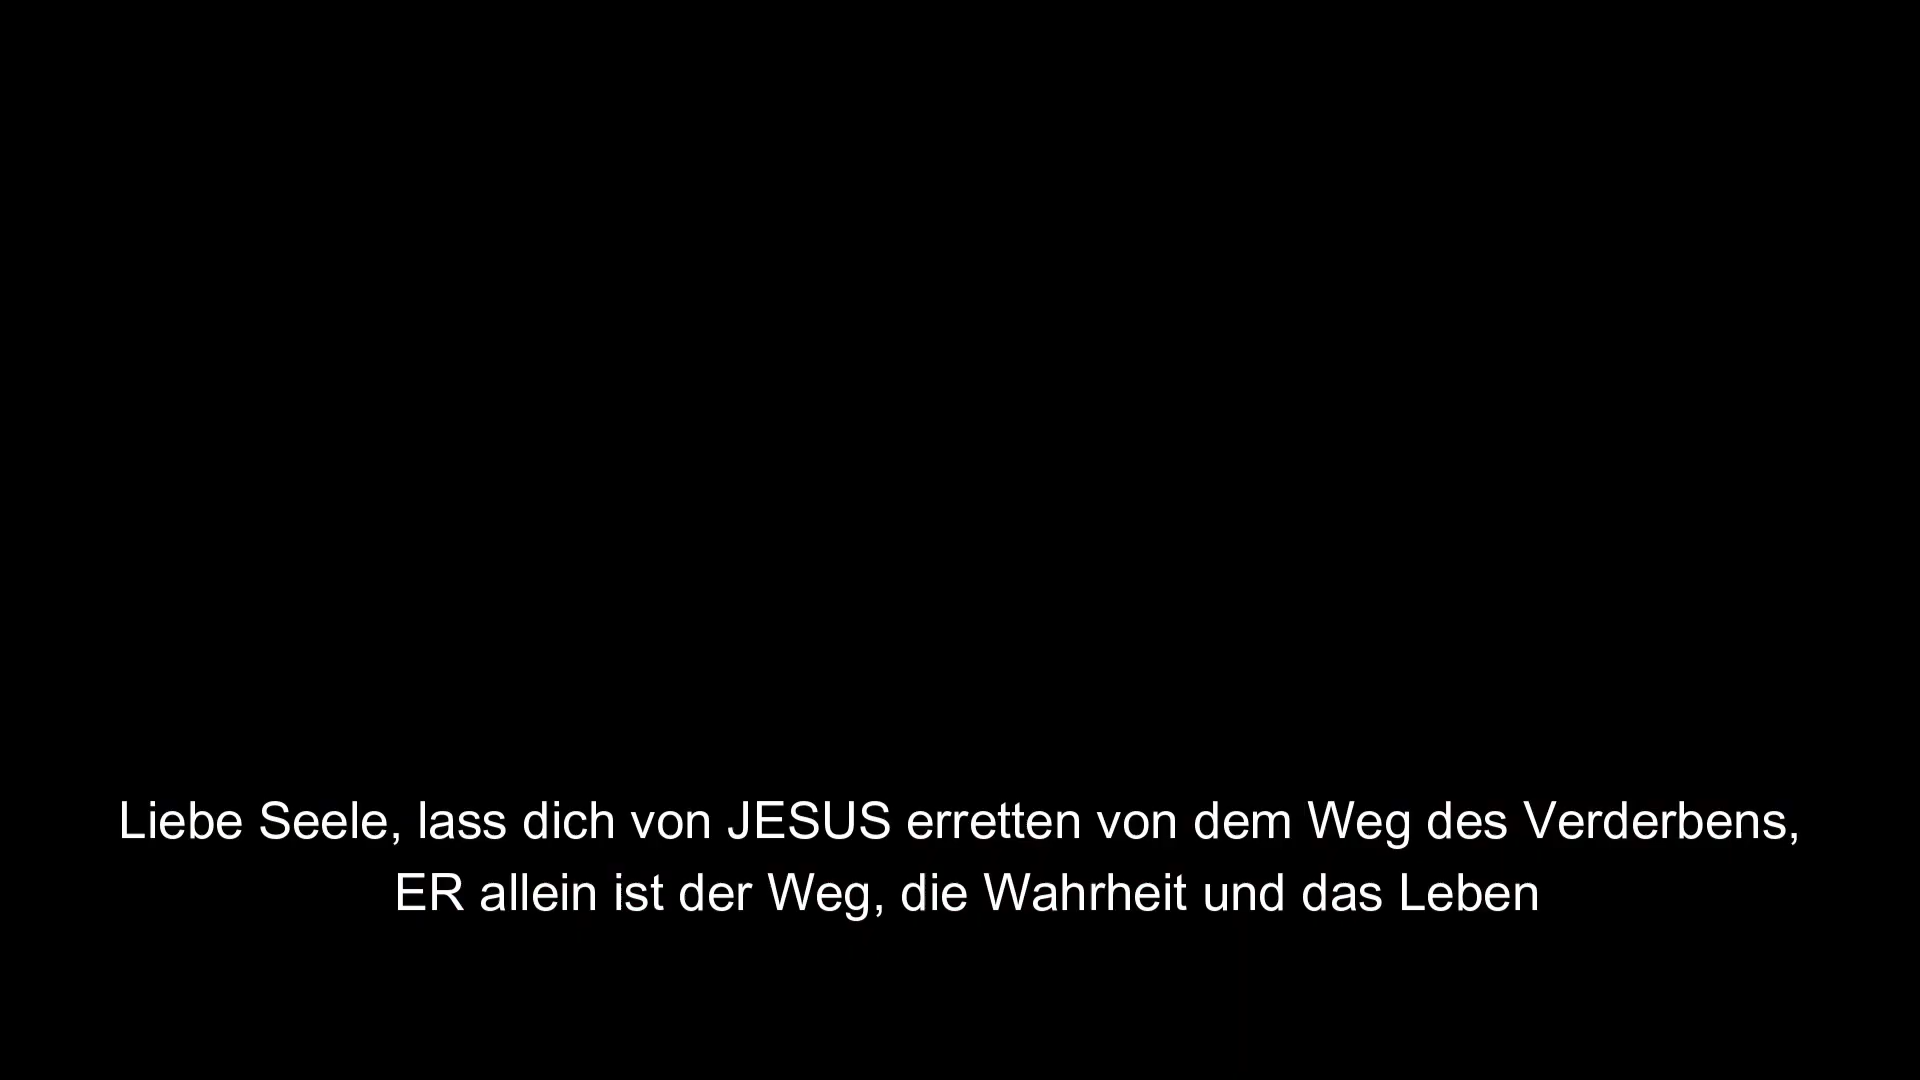 Liebe Seele, lass dich von JESUS erretten von dem Weg des Verderbens,
ER allein ist der Weg, die Wahrheit und das Leben